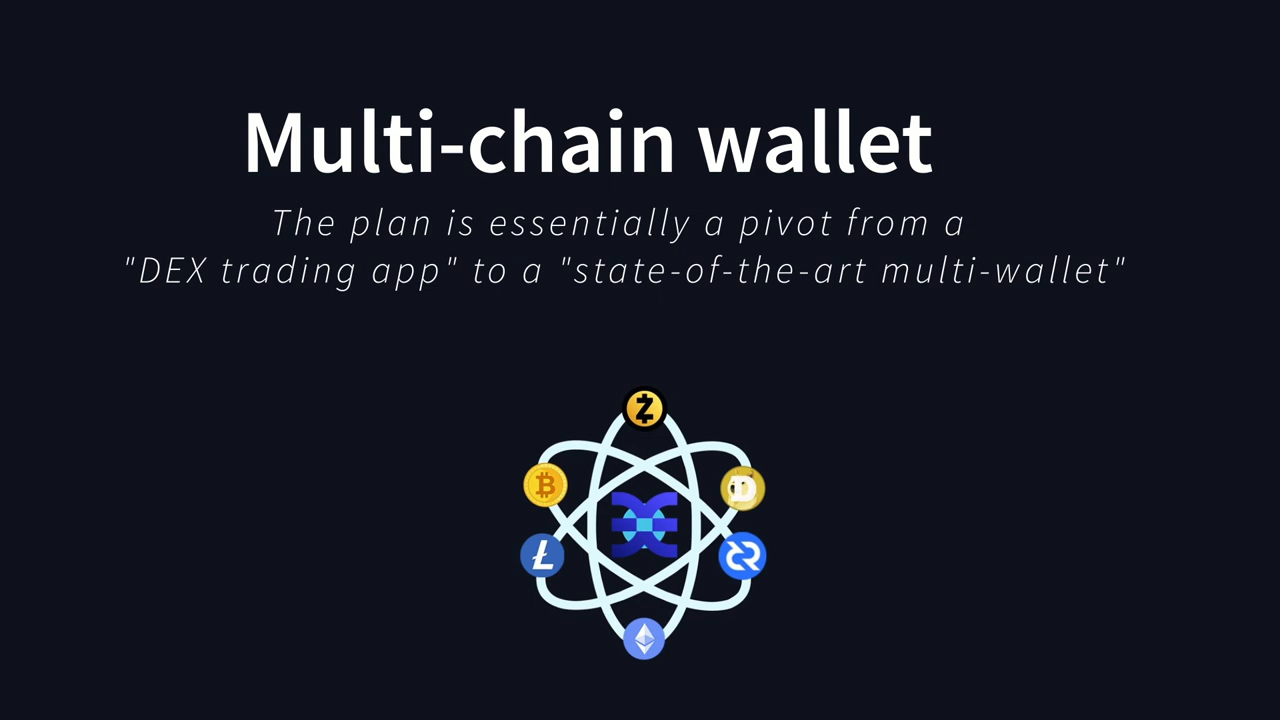 Multi-chain wallet
The plan is essentially a pivot from a
"DEX trading app" to a "state-of-the-art multi-wallet"